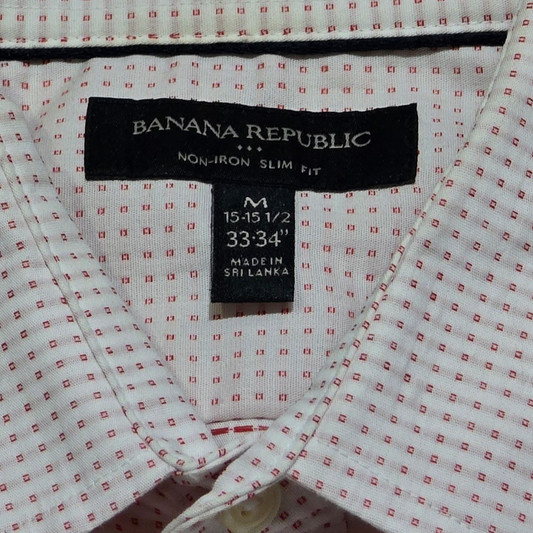 BANANA REPUBLIC
NON-IRON SLIM FIT
M
15-15 1/2
33-34"
MADE IN
SRI LANKA